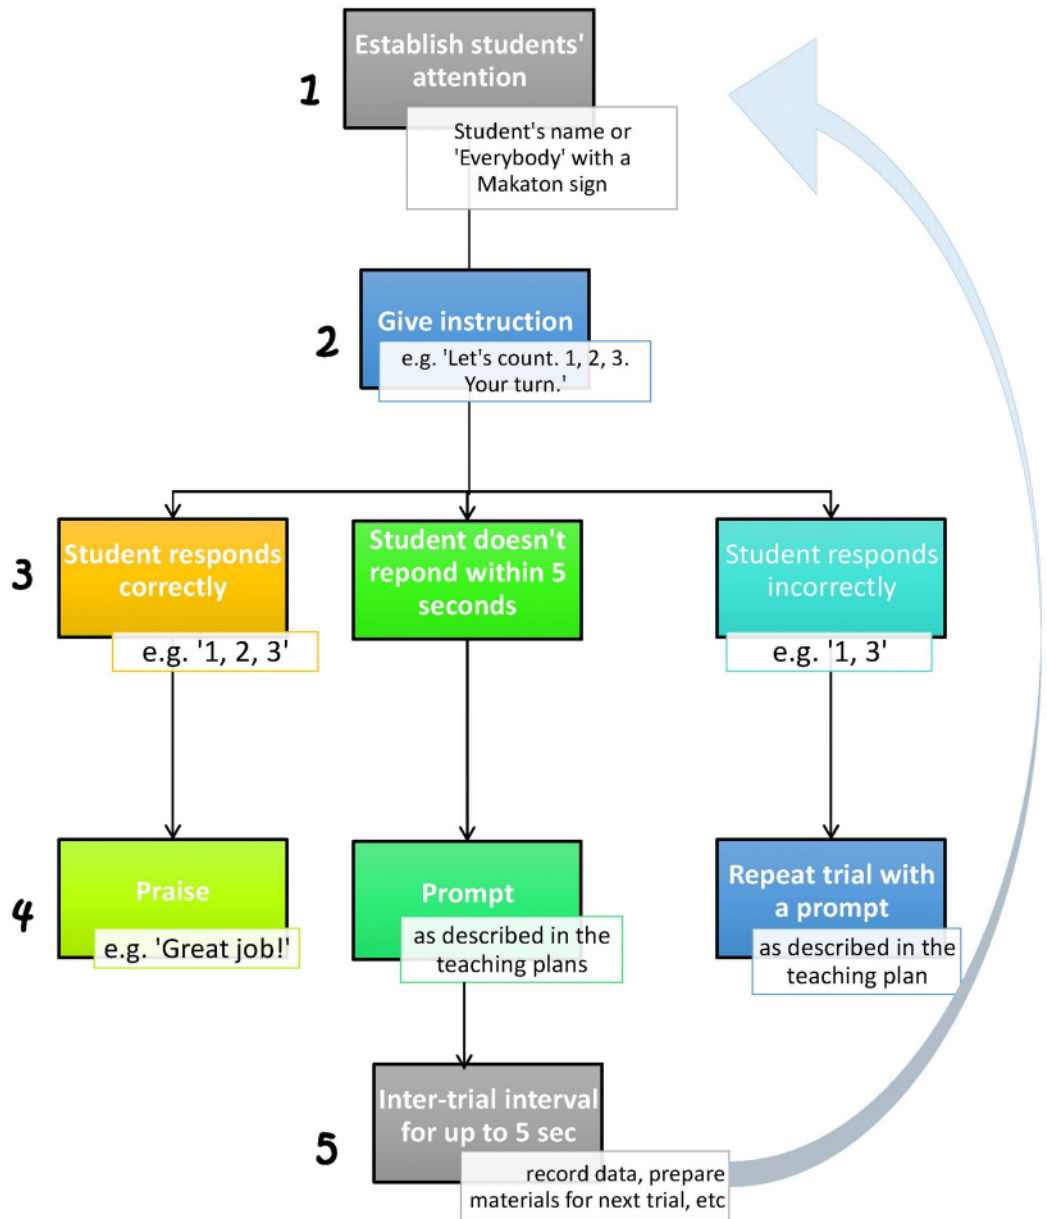 Establish students'
attention
1
Student's name or
'Everybody' with a
Makaton sign
2
Give instruction
e.g. 'Let's count. 1, 2, 3.
Your turn.'
3
Student responds
correctly
e.g. '1, 2, 3'
Student doesn't
repond within 5
seconds
Student responds
incorrectly
e.g. '1, 3'
4
Praise
e.g. 'Great job!'
Prompt
as described in the
teaching plans
Repeat trial with
a prompt
as described in the
teaching plan
5
Inter-trial interval
for up to 5 sec
record data, prepare
materials for next trial, etc